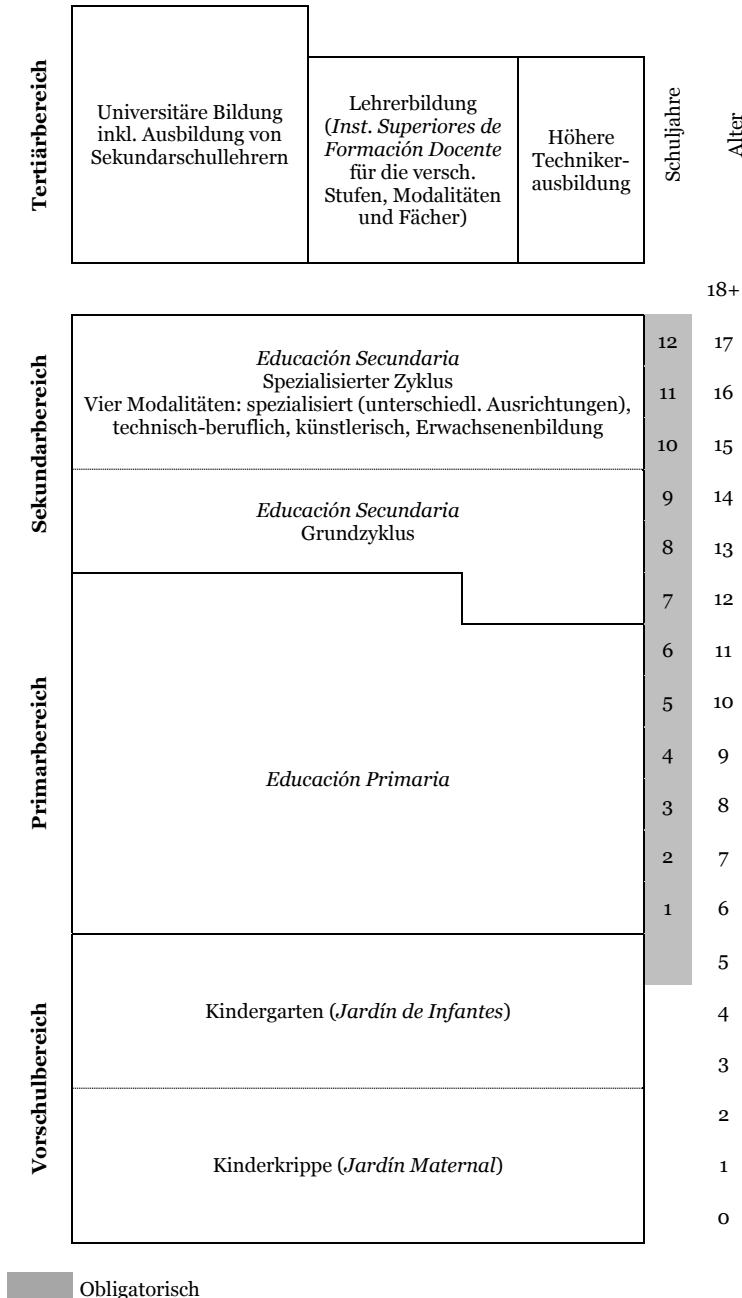 Tertiärbereich
Universitäre Bildung
inkl. Ausbildung von
Sekundarschullehrern
Lehrerbildung
(Inst. Superiores de
Formación Docente
für die versch.
Stufen, Modalitäten
und Fächer)
Höhere
Techniker-
ausbildung
Schuljahre
Alter
18+
Sekundarbereich
Educación Secundaria
Spezialisierter Zyklus
Vier Modalitäten: spezialisiert (unterschiedl. Ausrichtungen),
technisch-beruflich, künstlerisch, Erwachsenenbildung
12 17
11 16
10 15
Educación Secundaria
Grundzyklus
9 14
8 13
7 12
Primarbereich
Educación Primaria
6 11
5 10
4 9
3 8
2 7
1 6
Vorschulbereich
5
Kindergarten (Jardín de Infantes)
4
3
2
Kinderkrippe (Jardín Maternal)
1
0
Obligatorisch